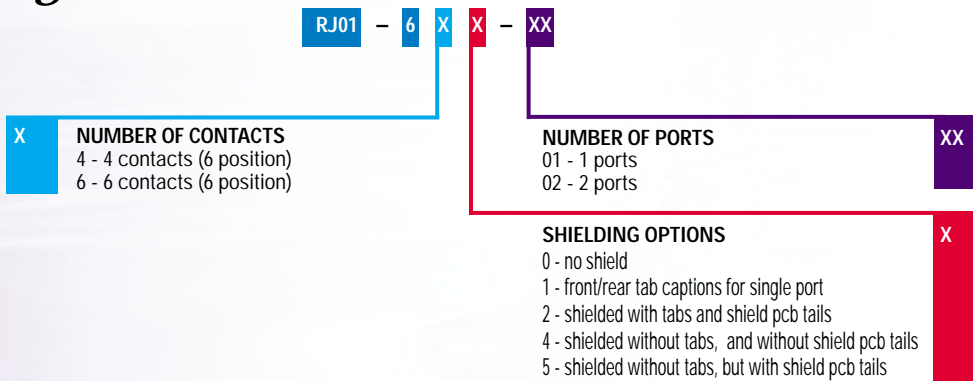 RJ01 – 6 X X – XX
X
NUMBER OF CONTACTS
4 - 4 contacts (6 position)
6 - 6 contacts (6 position)
NUMBER OF PORTS
01 - 1 ports
02 - 2 ports
XX
SHIELDING OPTIONS
0 - no shield
1 - front/rear tab captions for single port
2 - shielded with tabs and shield pcb tails
4 - shielded without tabs, and without shield pcb tails
5 - shielded without tabs, but with shield pcb tails
X